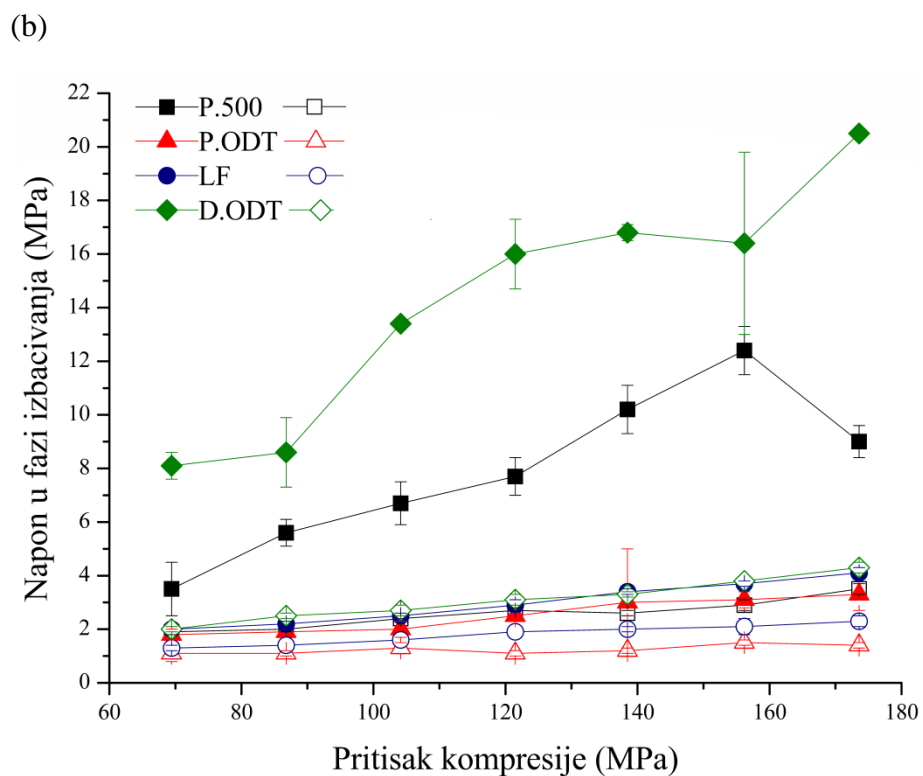 (b)
22
20
18
16
14
12
10
8
6
4
2
0
Napon u fazi izbacivanja (MPa)
P.500
P.ODT
LF
D.ODT
60 80 100 120 140 160 180
Pritisak kompresije (MPa)